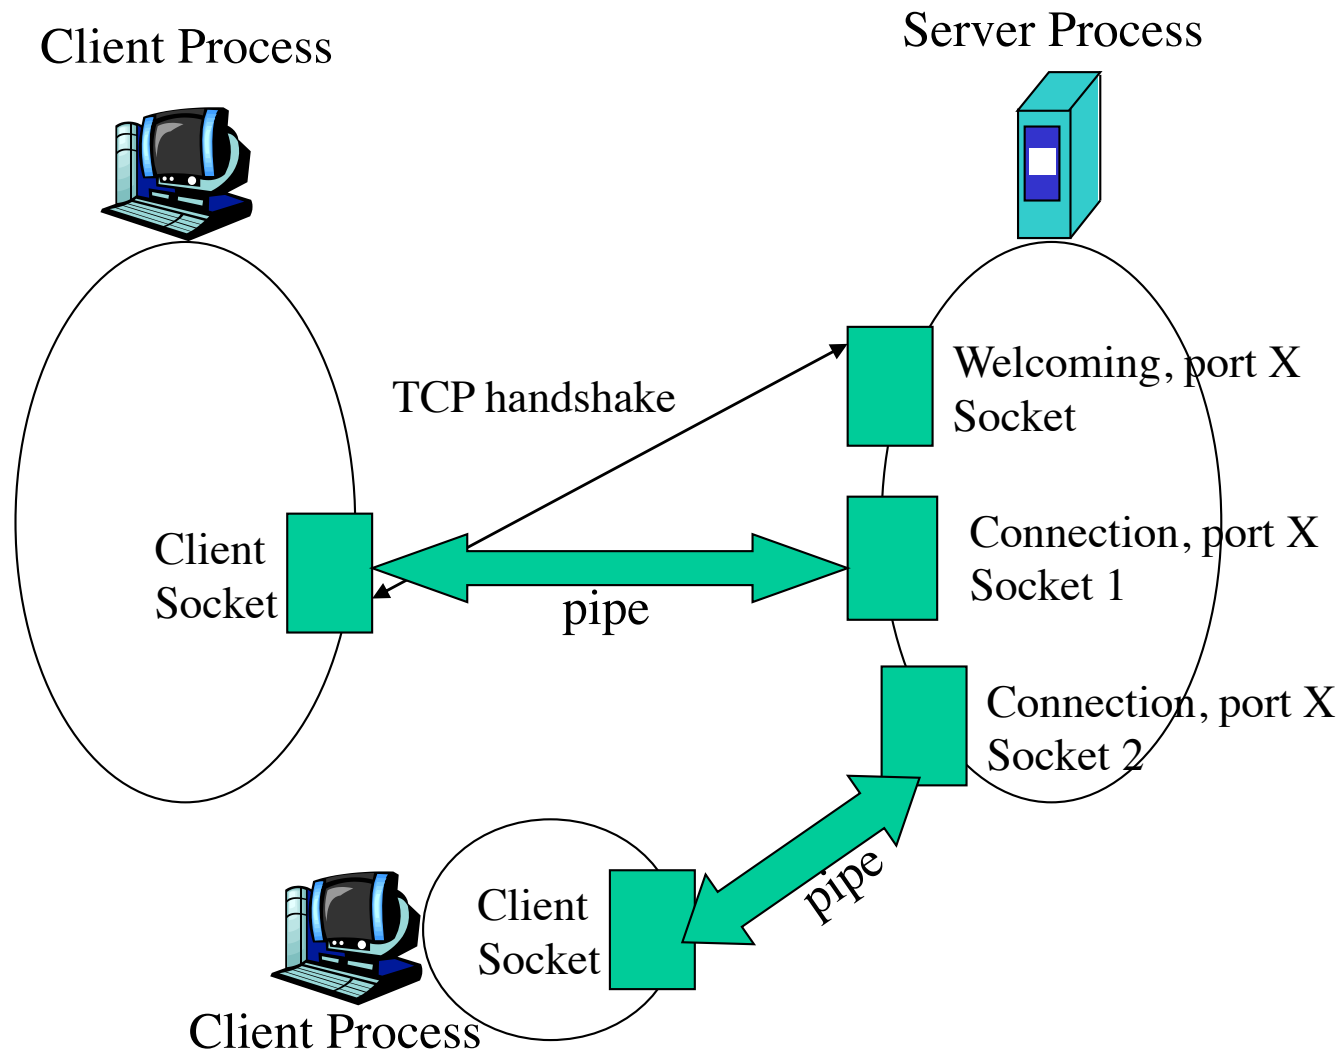 Client Process
Server Process
TCP handshake
Welcoming, port X
Socket
Client
Socket
pipe
Connection, port X
Socket 1
Connection, port X
Socket 2
pipe
Client
Socket
Client Process